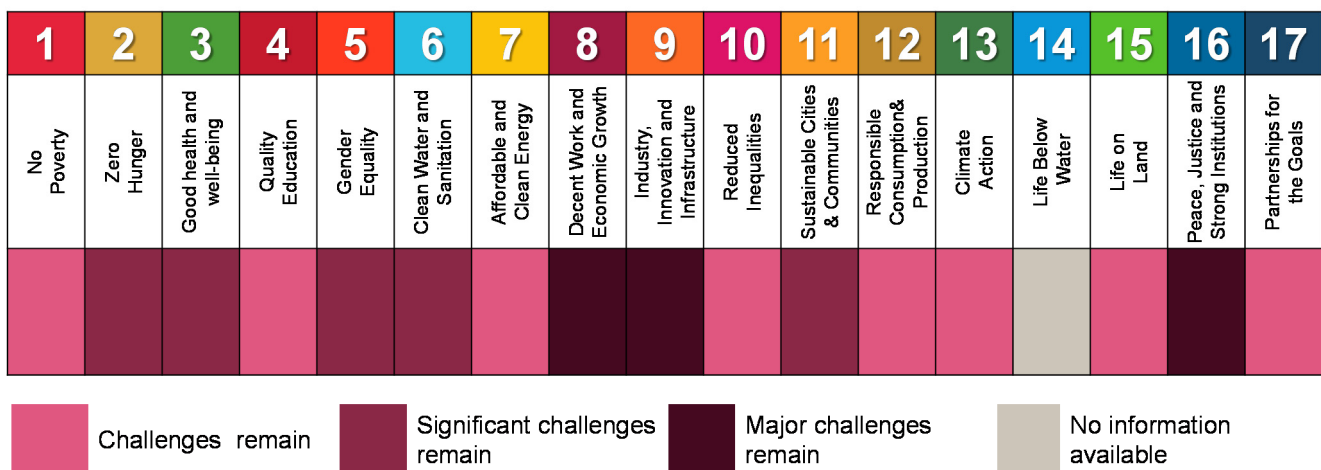 1 2 3 4 5 6 7 8 9 10 11 12 13 14 15 16 17
No
Poverty
Zero
Hunger
Good health and
well-being
Quality
Education
Gender
Equality
Clean Water and
Sanitation
Affordable and
Clean Energy
Decent Work and
Economic Growth
Industry,
Innovation and
Infrastructure
Reduced
Inequalities
Sustainable Cities
& Communities
Responsible
Consumption&
Production
Climate
Action
Life Below
Water
Life on
Land
Peace, Justice and
Strong Institutions
Partnerships for
the Goals
Challenges remain
Significant challenges
remain
Major challenges
remain
No information
available